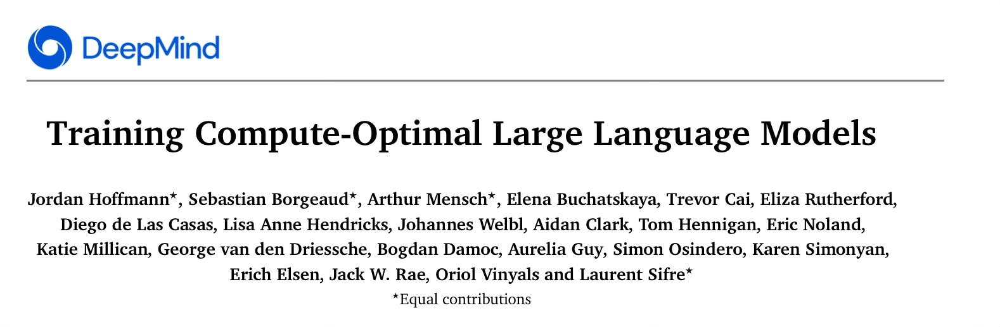 DeepMind
Training Compute-Optimal Large Language Models
Jordan Hoffmann★, Sebastian Borgeaud★, Arthur Mensch★, Elena Buchatskaya, Trevor Cai, Eliza Rutherford,
Diego de Las Casas, Lisa Anne Hendricks, Johannes Welbl, Aidan Clark, Tom Hennigan, Eric Noland,
Katie Millican, George van den Driessche, Bogdan Damoc, Aurelia Guy, Simon Osindero, Karen Simonyan,
Erich Elsen, Jack W. Rae, Oriol Vinyals and Laurent Sifre★
★Equal contributions